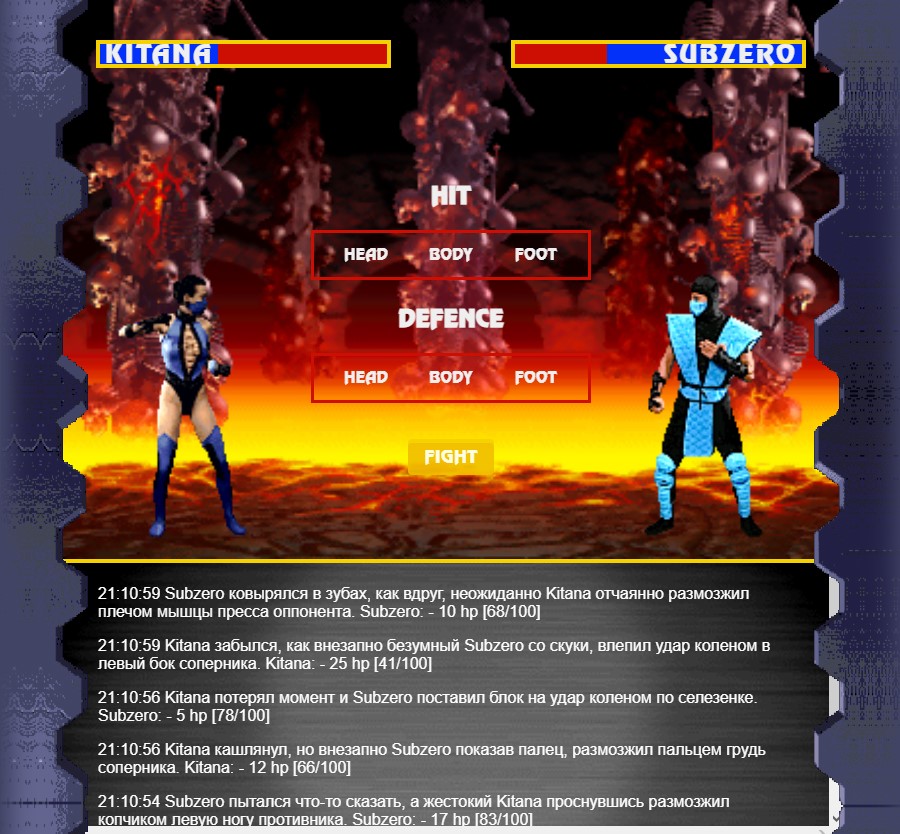 KITANA
SUBZERO
HIT
HEAD BODY FOOT
DEFENCE
HEAD BODY FOOT
FIGHT
21:10:59 Subzero ковырялся в зубах, как вдруг, неожиданно Kitana отчаянно размозжил
плечом мышцы пресса оппонента. Subzero: - 10 hp [68/100]
21:10:59 Kitana забылся, как внезапно безумный Subzero со скуки, влепил удар коленом в
левый бок соперника. Kitana: - 25 hp [41/100]
21:10:56 Kitana потерял момент и Subzero поставил блок на удар коленом по селезенке.
Subzero: - 5 hp [78/100]
21:10:56 Kitana кашлянул, но внезапно Subzero показав палец, размозжил пальцем грудь
соперника. Kitana: - 12 hp [66/100]
21:10:54 Subzero пытался что-то сказать, а жестокий Kitana проснувшись размозжил
копчиком левую ногу противника. Subzero: - 17 hp [83/100]